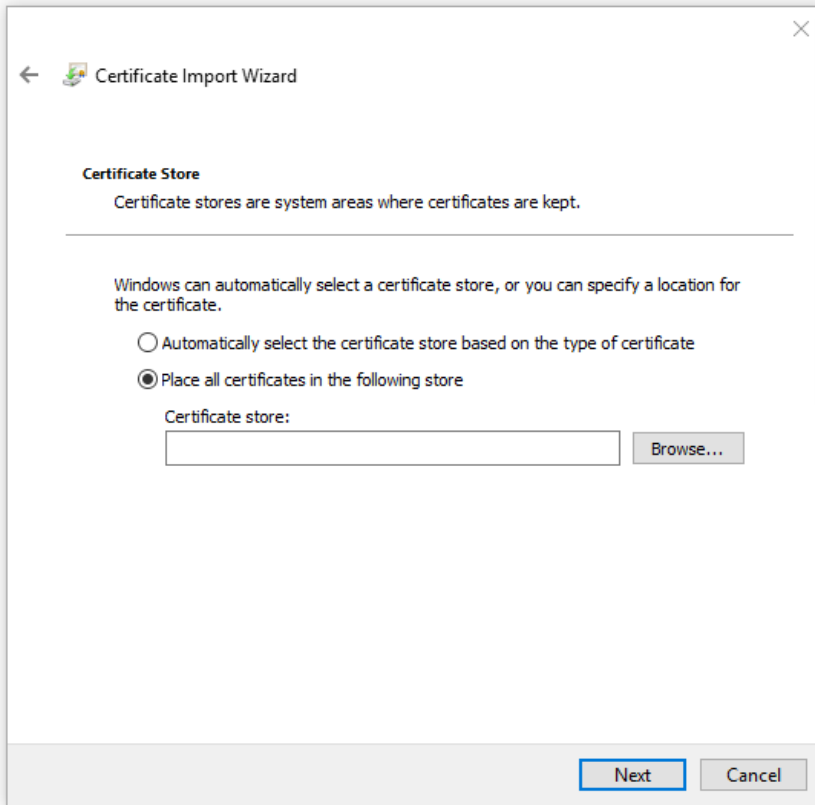 Certificate Import Wizard
Certificate Store
Certificate stores are system areas where certificates are kept.
Windows can automatically select a certificate store, or you can specify a location for
the certificate.
Automatically select the certificate store based on the type of certificate
Place all certificates in the following store
Certificate store:
Browse...
Next
Cancel